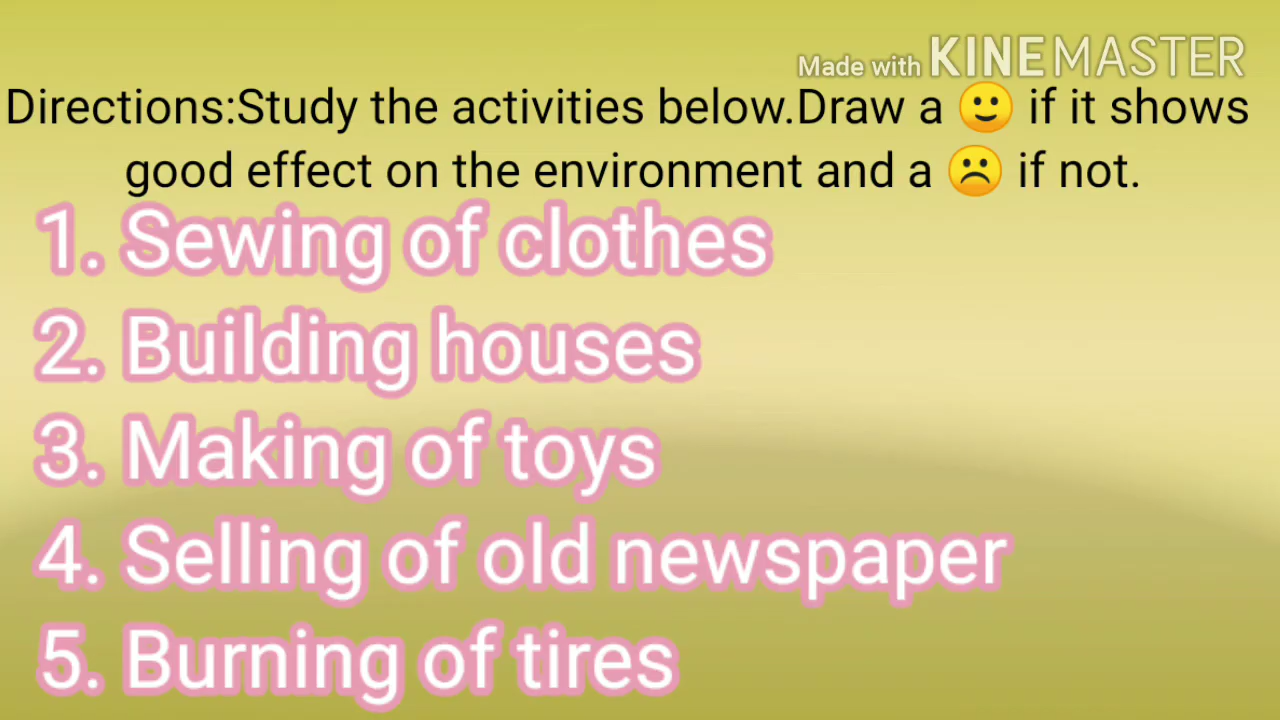 Made with KINEMASTER
Directions:Study the activities below.Draw a 🙂 if it shows
good effect on the environment and a ☹️ if not.
1. Sewing of clothes
2. Building houses
3. Making of toys
4. Selling of old newspaper
5. Burning of tires